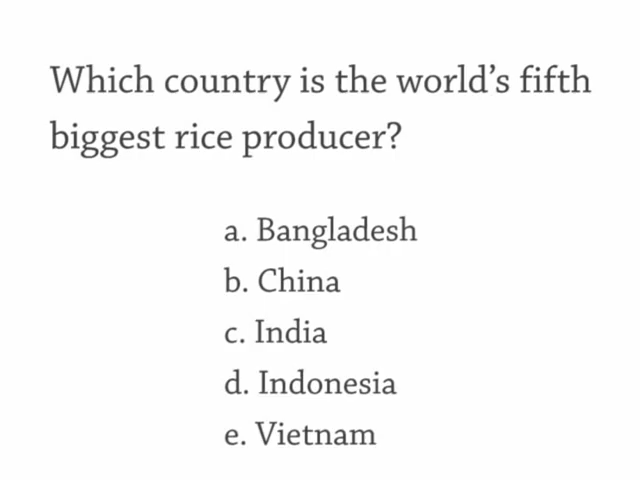 Which country is the world’s fifth
biggest rice producer?
a. Bangladesh
b. China
c. India
d. Indonesia
e. Vietnam